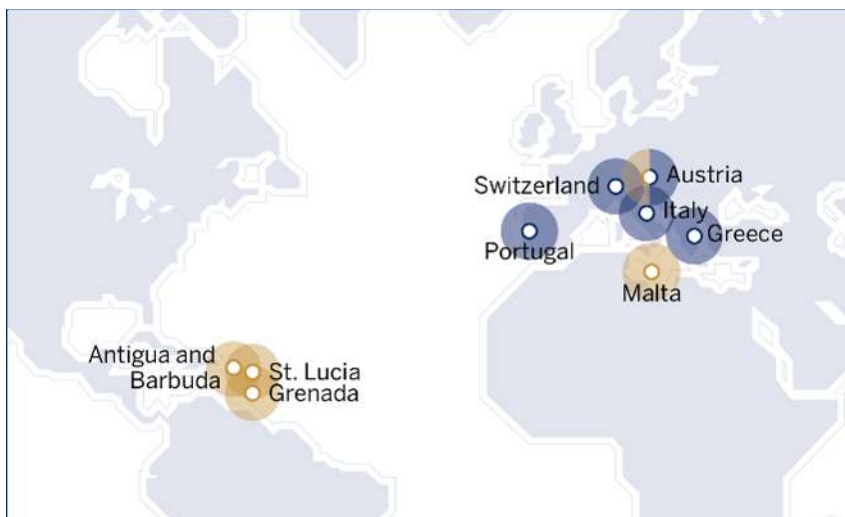 Switzerland
Austria
Italy
Portugal
Greece
Malta
Antigua and
Barbuda
St. Lucia
Grenada